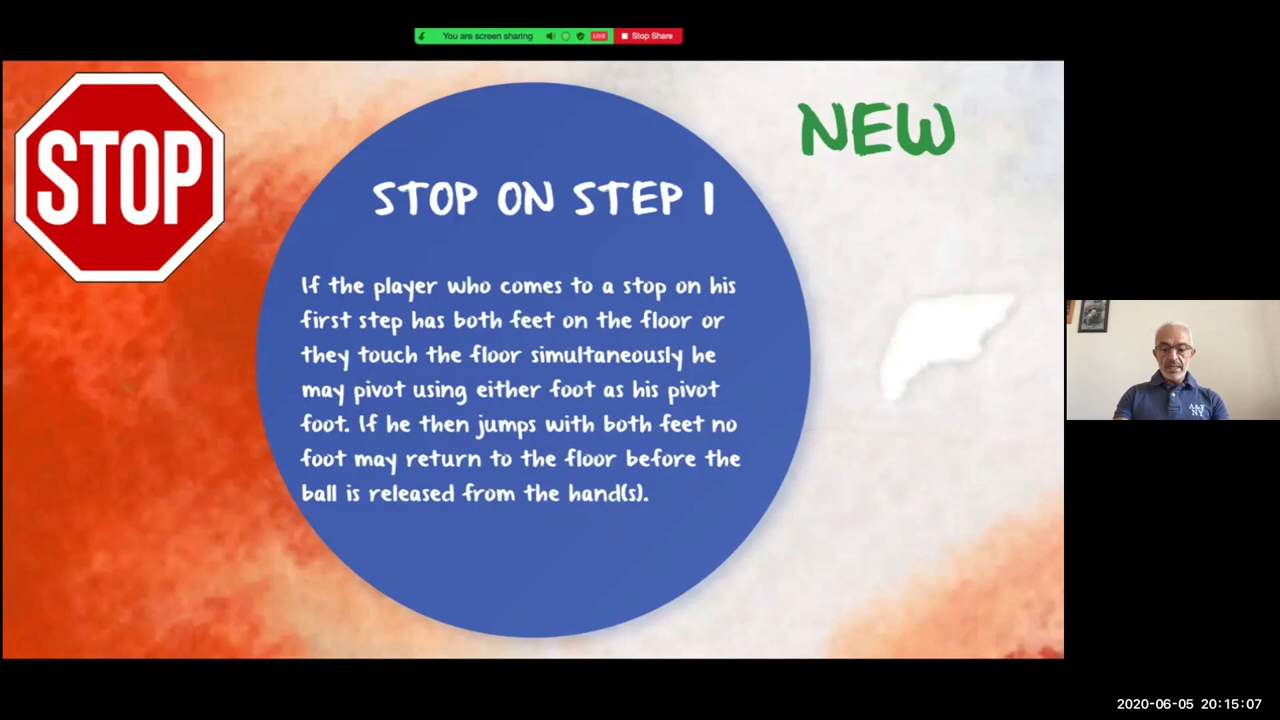 You are screen sharing LIVE Stop Share
STOP
NEW
STOP ON STEP 1
If the player who comes to a stop on his
first step has both feet on the floor or
they touch the floor simultaneously he
may pivot using either foot as his pivot
foot. If he then jumps with both feet no
foot may return to the floor before the
ball is released from the hand(s).
A&F
NY
2020-06-05 20:15:07